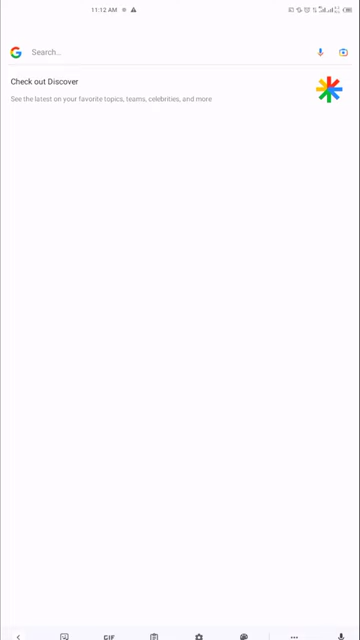 11:12 AM
Search...
Check out Discover
See the latest on your favorite topics, teams, celebrities, and more
GIF